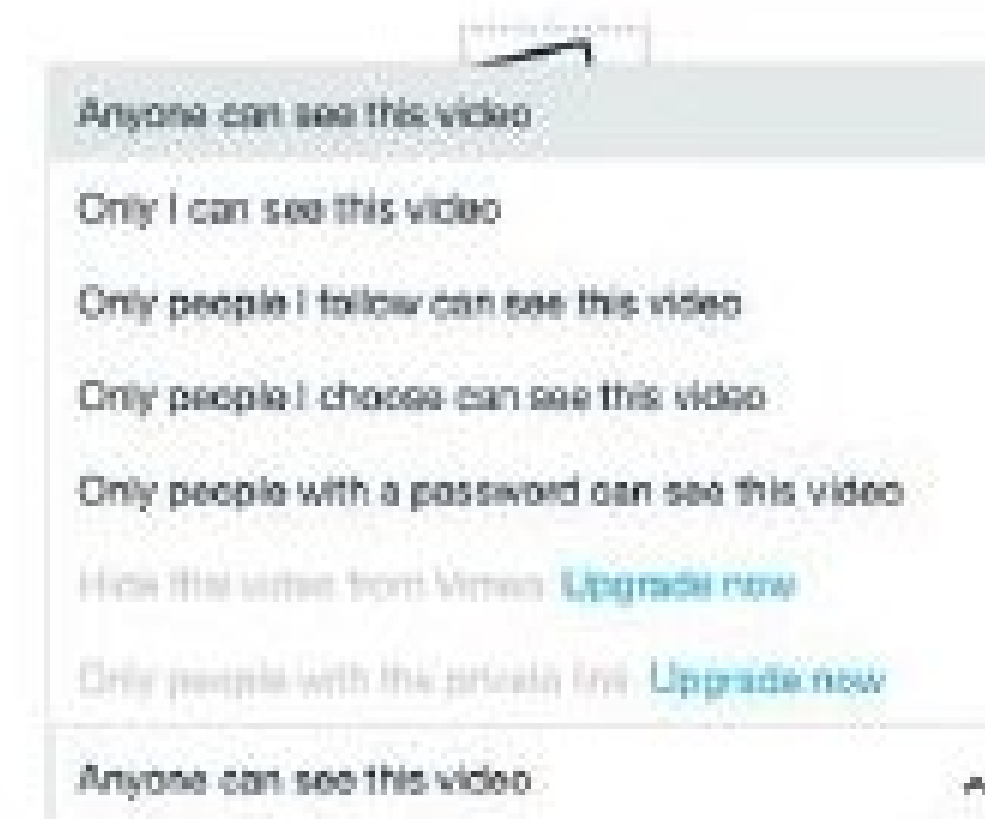 Anyone can see this video
Only I can see this video
Only people I follow can see this video
Only people I choose can see this video
Only people with a password can see this video
Hide this video from Vimeo Upgrade now
Only people with the private link Upgrade now
Anyone can see this video